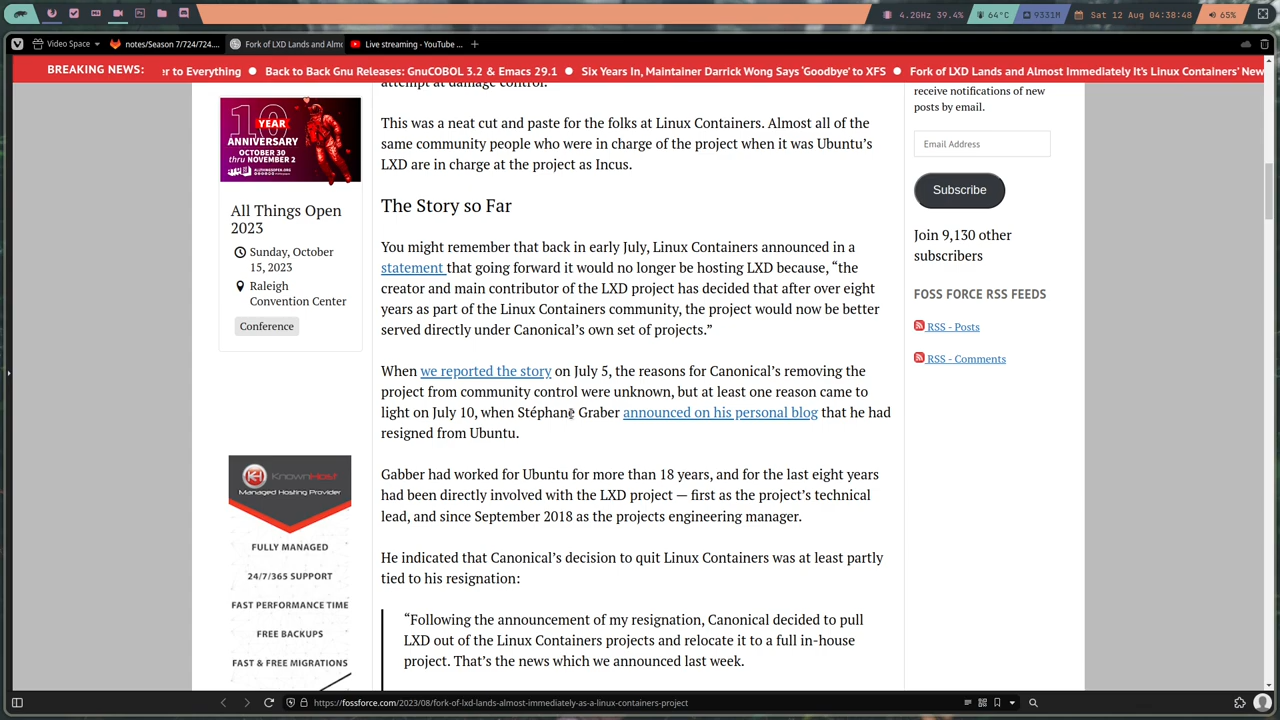 4.2GHz 39.4%
64°C
9331M
Sat 12 Aug 04:38:48
65%
Video Space
notes/Season 7/724/724....
Fork of LXD Lands and Almo
Live streaming - YouTube ...
BREAKING NEWS:
er to Everything ● Back to Back Gnu Releases: GnuCOBOL 3.2 & Emacs 29.1 ● Six Years In, Maintainer Darrick Wong Says ‘Goodbye’ to XFS ● Fork of LXD Lands and Almost Immediately It’s Linux Containers’ New
10 YEAR
ANNIVERSARY
OCTOBER 30
thru NOVEMBER 2
All Things Open
2023
Sunday, October
15, 2023
Raleigh
Convention Center
Conference
KnownHost
Managed Hosting Provider
FULLY MANAGED
24/7/365 SUPPORT
FAST PERFORMANCE TIME
FREE BACKUPS
FAST & FREE MIGRATIONS
attempt at damage control.
This was a neat cut and paste for the folks at Linux Containers. Almost all of the
same community people who were in charge of the project when it was Ubuntu’s
LXD are in charge at the project as Incus.
The Story so Far
You might remember that back in early July, Linux Containers announced in a
statement that going forward it would no longer be hosting LXD because, “the
creator and main contributor of the LXD project has decided that after over eight
years as part of the Linux Containers community, the project would now be better
served directly under Canonical’s own set of projects.”
When we reported the story on July 5, the reasons for Canonical’s removing the
project from community control were unknown, but at least one reason came to
light on July 10, when Stéphane Graber announced on his personal blog that he had
resigned from Ubuntu.
Gabber had worked for Ubuntu for more than 18 years, and for the last eight years
had been directly involved with the LXD project — first as the project’s technical
lead, and since September 2018 as the projects engineering manager.
He indicated that Canonical’s decision to quit Linux Containers was at least partly
tied to his resignation:
“Following the announcement of my resignation, Canonical decided to pull
LXD out of the Linux Containers projects and relocate it to a full in-house
project. That’s the news which we announced last week.
receive notifications of new
posts by email.
Email Address
Subscribe
Join 9,130 other
subscribers
FOSS FORCE RSS FEEDS
RSS - Posts
RSS - Comments
https://fossforce.com/2023/08/fork-of-lxd-lands-almost-immediately-as-a-linux-containers-project